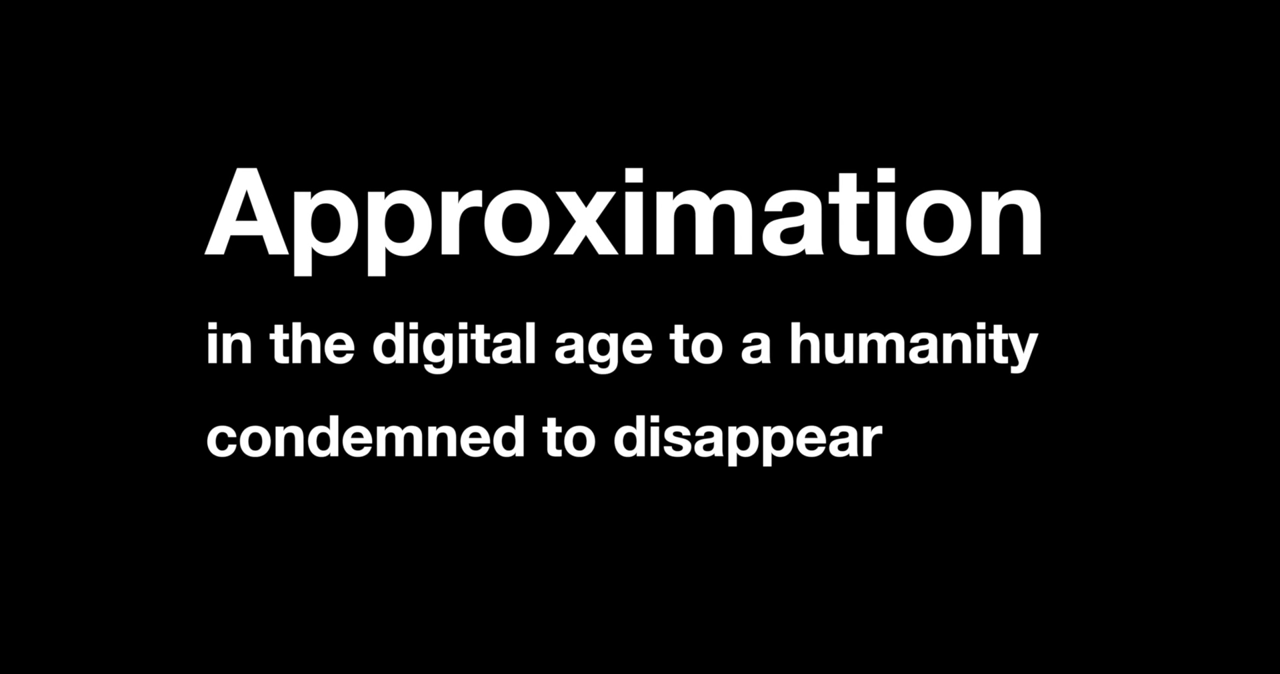 Approximation
in the digital age to a humanity
condemned to disappear